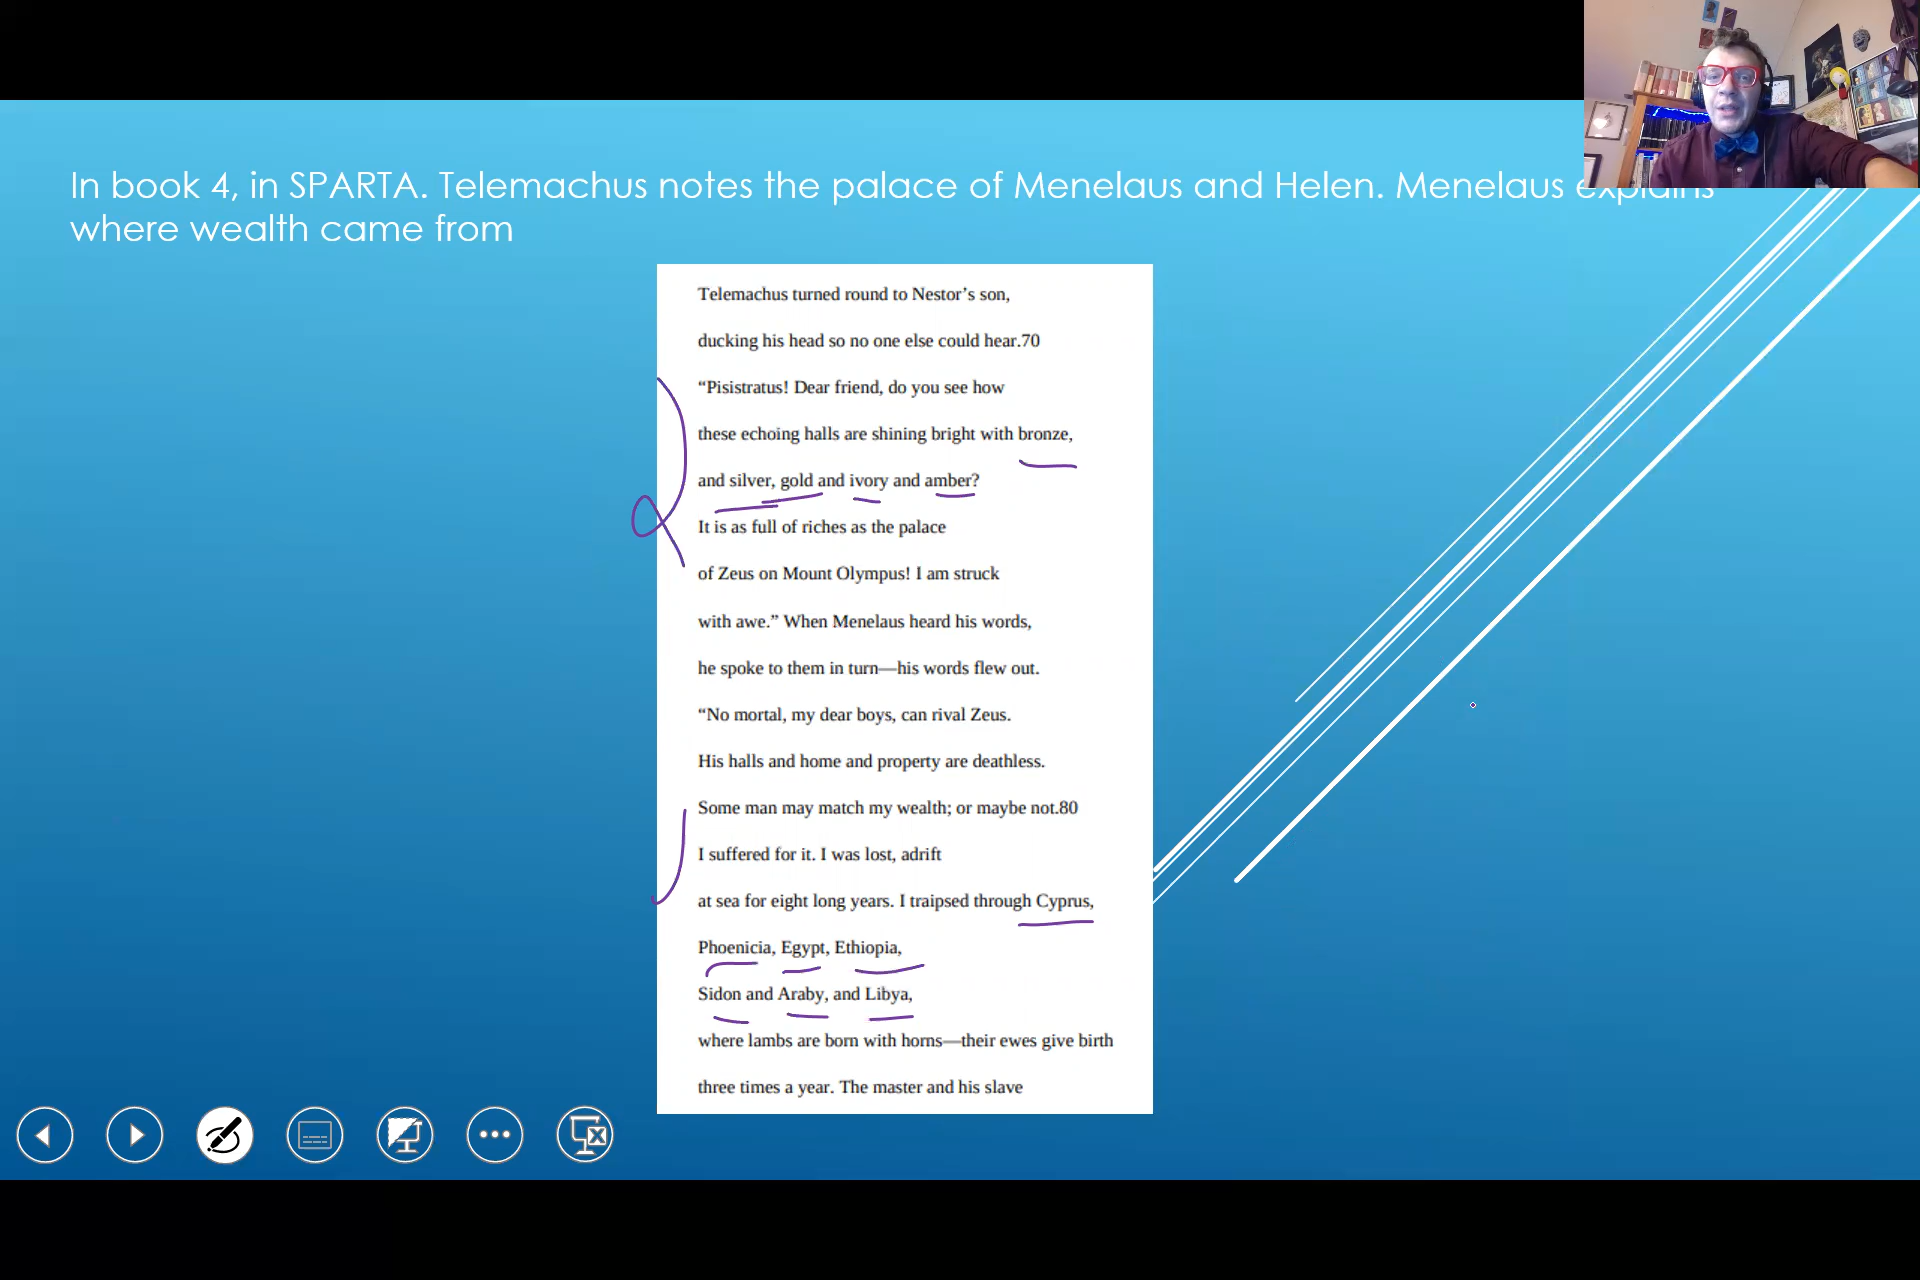 In book 4, in SPARTA. Telemachus notes the palace of Menelaus and Helen. Menelaus explains
where wealth came from
Telemachus turned round to Nestor’s son,
ducking his head so no one else could hear.70
“Pisistratus! Dear friend, do you see how
these echoing halls are shining bright with bronze,
and silver, gold and ivory and amber?
It is as full of riches as the palace
of Zeus on Mount Olympus! I am struck
with awe.” When Menelaus heard his words,
he spoke to them in turn—his words flew out.
“No mortal, my dear boys, can rival Zeus.
His halls and home and property are deathless.
Some man may match my wealth; or maybe not.80
I suffered for it. I was lost, adrift
at sea for eight long years. I traipsed through Cyprus,
Phoenicia, Egypt, Ethiopia,
Sidon and Araby, and Libya,
where lambs are born with horns—their ewes give birth
three times a year. The master and his slave